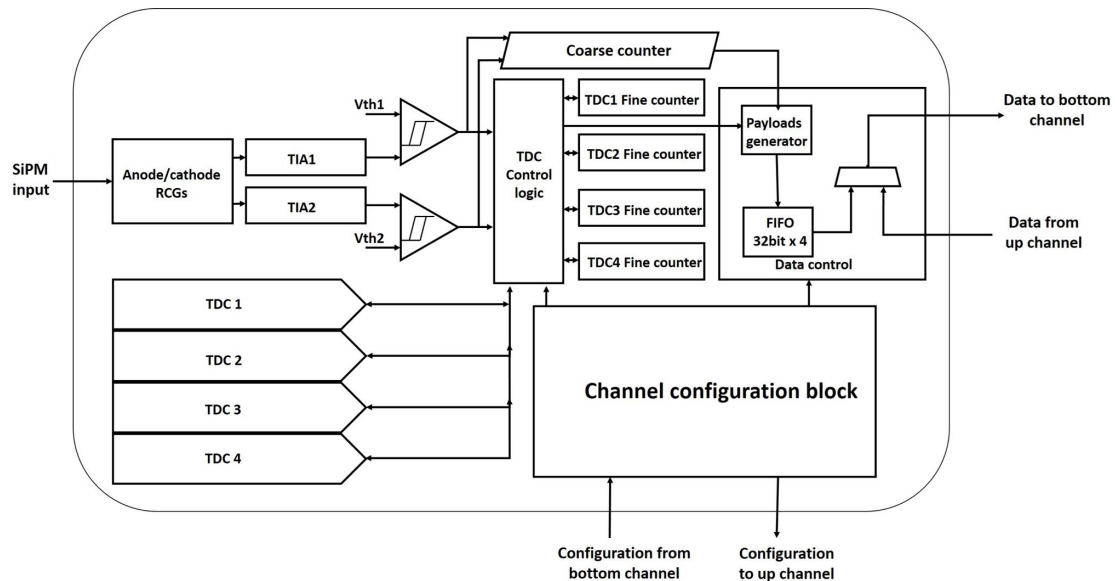 Coarse counter
Vth1
TDC1 Fine counter
Data to bottom
channel
Payloads
generator
SiPM
input
Anode/cathode
RCGs
TIA1
TDC
Control
logic
TDC2 Fine counter
TIA2
TDC3 Fine counter
Vth2
FIFO
32bit x 4
Data from
up channel
TDC4 Fine counter
Data control
TDC 1
TDC 2
TDC 3
TDC 4
Channel configuration block
Configuration from
bottom channel
Configuration
to up channel